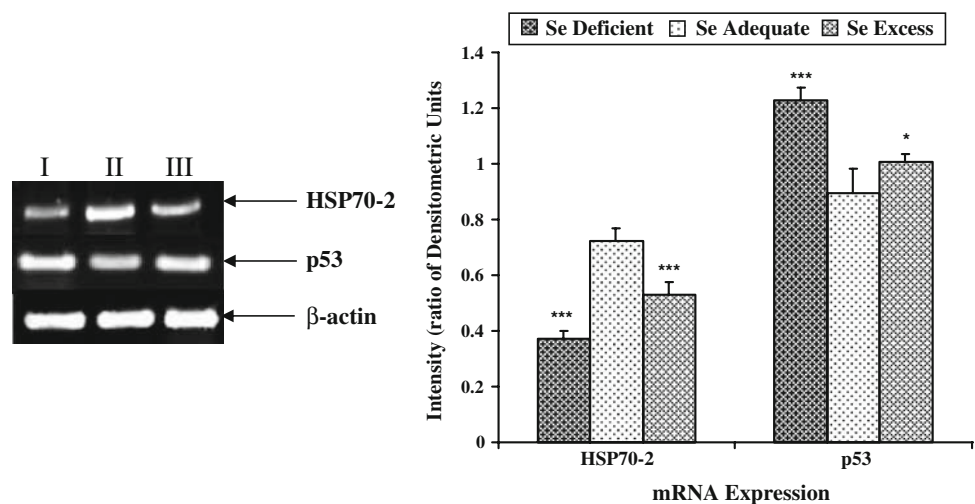 I II III
HSP70-2
p53
β-actin
Se Deficient Se Adequate Se Excess
Intensity (ratio of Densitometric Units
1.4
1.2
1
0.8
0.6
0.4
0.2
0
***
***
***
*
HSP70-2 p53
mRNA Expression